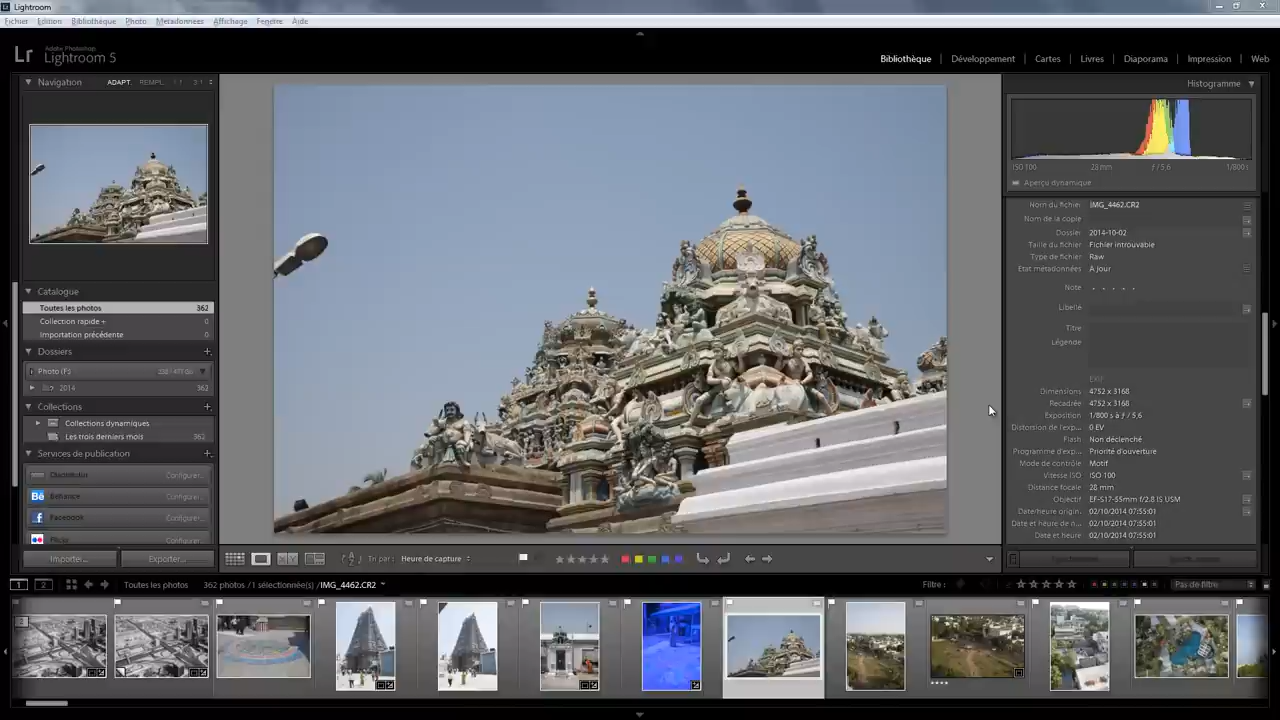 Lightroom
Fichier Edition Bibliothèque Photo Métadonnées Affichage Fenêtre Aide
Lr Adobe Photoshop
Lightroom 5
Bibliothèque | Développement | Cartes | Livres | Diaporama | Impression | Web
Navigation ADAPT. REMPL.
Histogramme
ISO 100 28 mm ƒ / 5,6 1/800 s
Aperçu dynamique
Nom du fichier IMG_4462.CR2
Nom de la copie
Dossier 2014-10-02
Taille du fichier Fichier introuvable
Type de fichier Raw
Etat métadonnées A Jour
Note
Libellé
Titre
Légende
EXIF
Dimensions 4752 x 3168
Recadrée 4752 x 3168
Exposition 1/800 s à ƒ / 5,6
Distorsion de l'exp... 0 EV
Flash Non déclenché
Programme d'exp... Priorité d'ouverture
Mode de contrôle Motif
Vitesse ISO ISO 100
Distance focale 28 mm
Objectif EF-S17-55mm f/2.8 IS USM
Date/heure origin. 02/10/2014 07:55:01
Date et heure de n... 02/10/2014 07:55:01
Date et heure 02/10/2014 07:55:01
Catalogue
Toutes les photos 362
Collection rapide + 0
Importation précédente 0
Dossiers +
Photo (F:)
2014 362
Collections +
Collections dynamiques
Les trois derniers mois 362
Services de publication +
Configurer...
Bē Behance Configurer...
f Facebook Configurer...
Flickr Configurer...
Importer... Exporter...
Tri par : Heure de capture
1 2 Toutes les photos 362 photos / 1 sélectionnée(s) / IMG_4462.CR2
Filtre : Pas de filtre